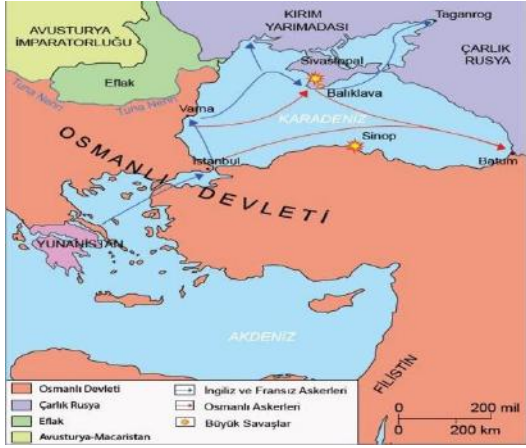 AVUSTURYA
İMPARATORLUĞU
KIRIM
YARIMADASI
Taganrog
ÇARLIK
RUSYA
Eflak
Tuna Nehri
Tuna Nehri
Sivastopal
Balıklava
Varna
KARADENİZ
Sinop
İstanbul
Batum
OSMANLI DEVLETİ
YUNANİSTAN
AKDENİZ
FİLİSTİN
Osmanlı Devleti
Çarlık Rusya
Eflak
Avusturya-Macaristan
İngiliz ve Fransız Askerleri
Osmanlı Askerleri
Büyük Savaşlar
0 200 mil
0 200 km